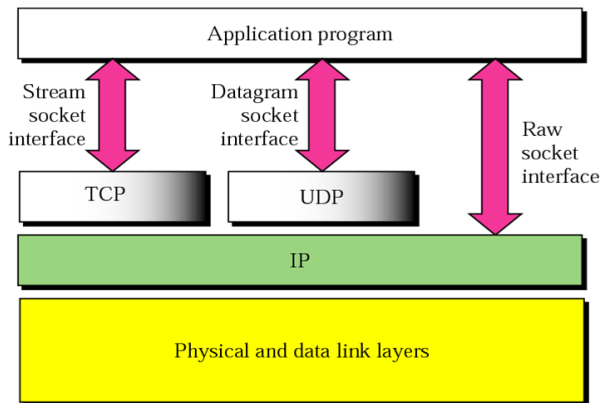 Application program
Stream
socket
interface
Datagram
socket
interface
Raw
socket
interface
TCP
UDP
IP
Physical and data link layers